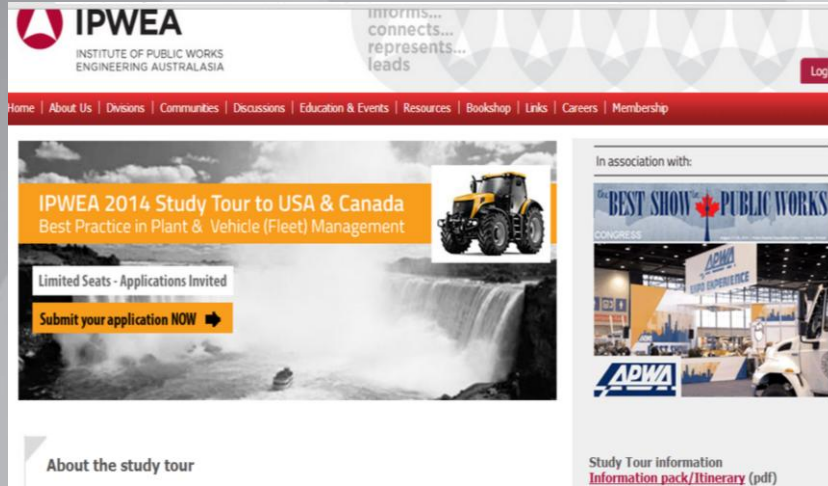 IPWEA
INSTITUTE OF PUBLIC WORKS
ENGINEERING AUSTRALASIA
informs...
connects...
represents...
leads
Log
Home | About Us | Divisions | Communities | Discussions | Education & Events | Resources | Bookshop | Links | Careers | Membership
IPWEA 2014 Study Tour to USA & Canada
Best Practice in Plant & Vehicle (Fleet) Management
Limited Seats - Applications Invited
Submit your application NOW
In association with:
The BEST SHOW in PUBLIC WORKS
CONGRESS
APWA
EXPO EXPERIENCE
APWA
About the study tour
Study Tour information
Information pack/Itinerary (pdf)